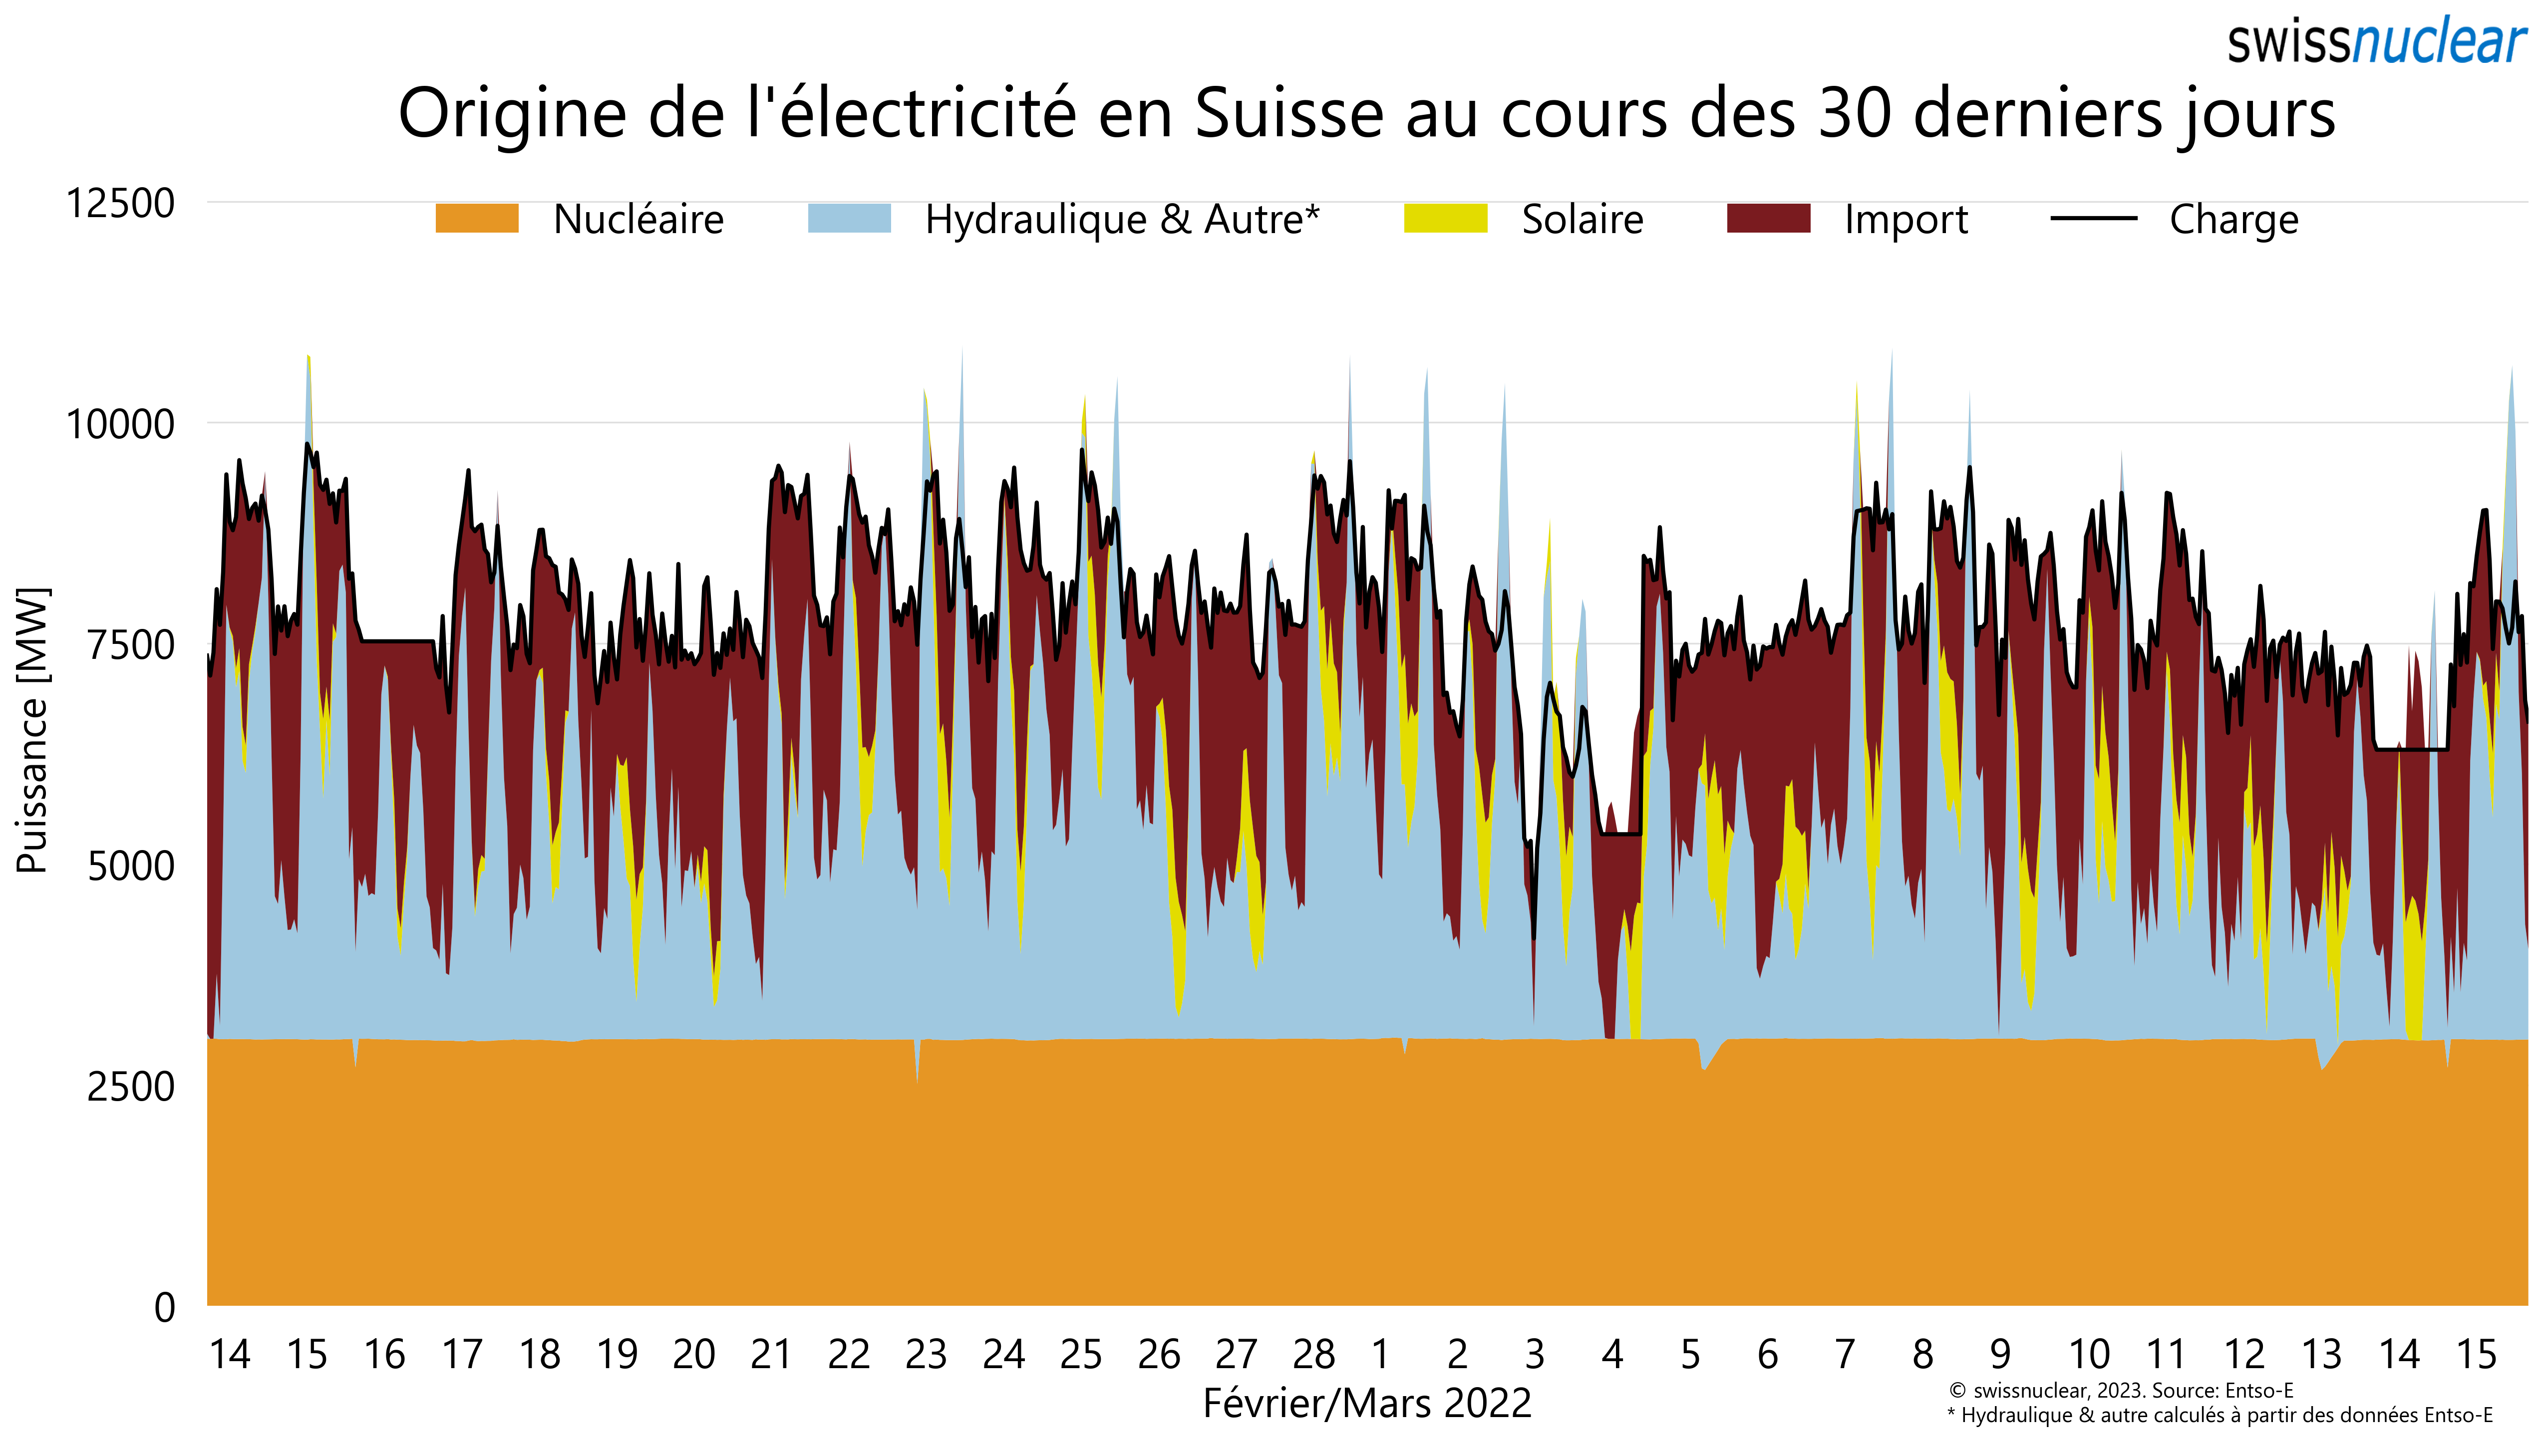 swissnuclear
Origine de l'électricité en Suisse au cours des 30 derniers jours
12500
Nucléaire Hydraulique & Autre* Solaire Import Charge
10000
7500
5000
2500
0
Puissance [MW]
14 15 16 17 18 19 20 21 22 23 24 25 26 27 28 1 2 3 4 5 6 7 8 9 10 11 12 13 14 15
Février/Mars 2022
© swissnuclear, 2023. Source: Entso-E
* Hydraulique & autre calculés à partir des données Entso-E